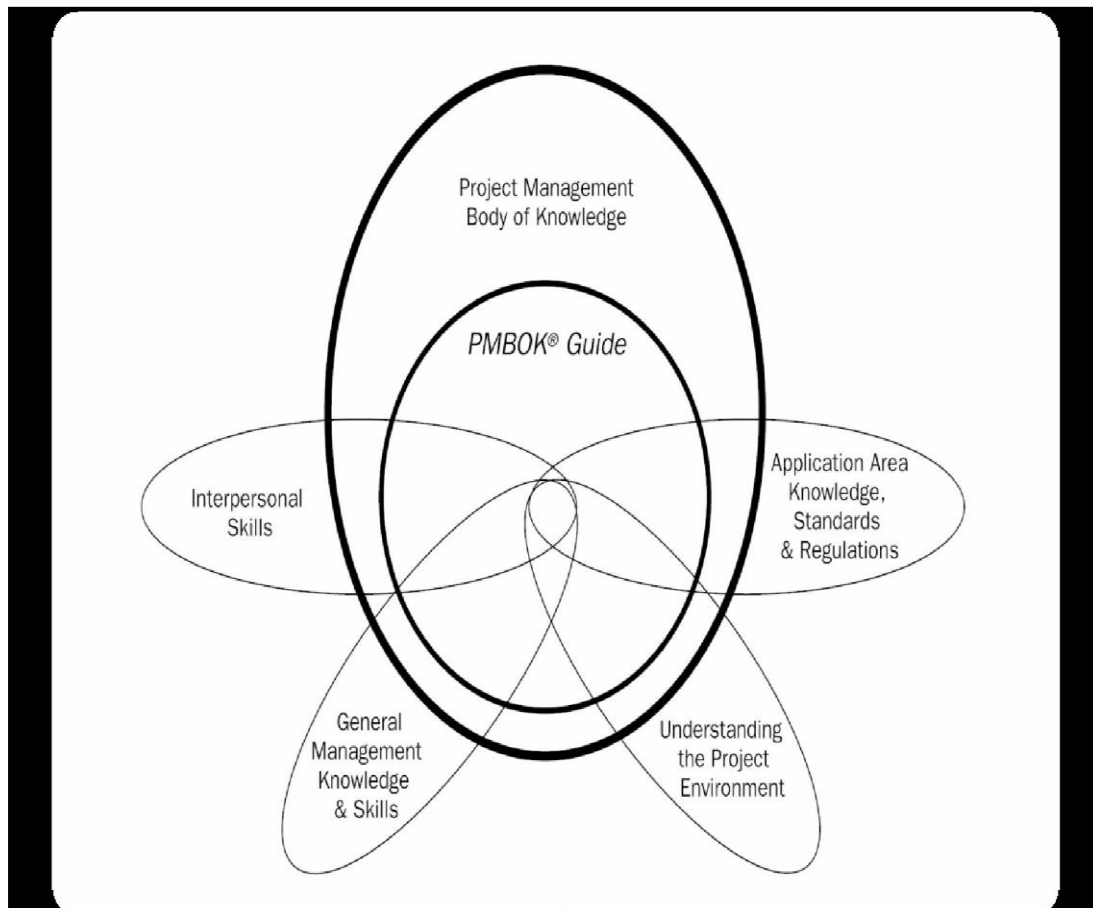 Project Management
Body of Knowledge
PMBOK® Guide
Interpersonal
Skills
Application Area
Knowledge,
Standards
& Regulations
General
Management
Knowledge
& Skills
Understanding
the Project
Environment